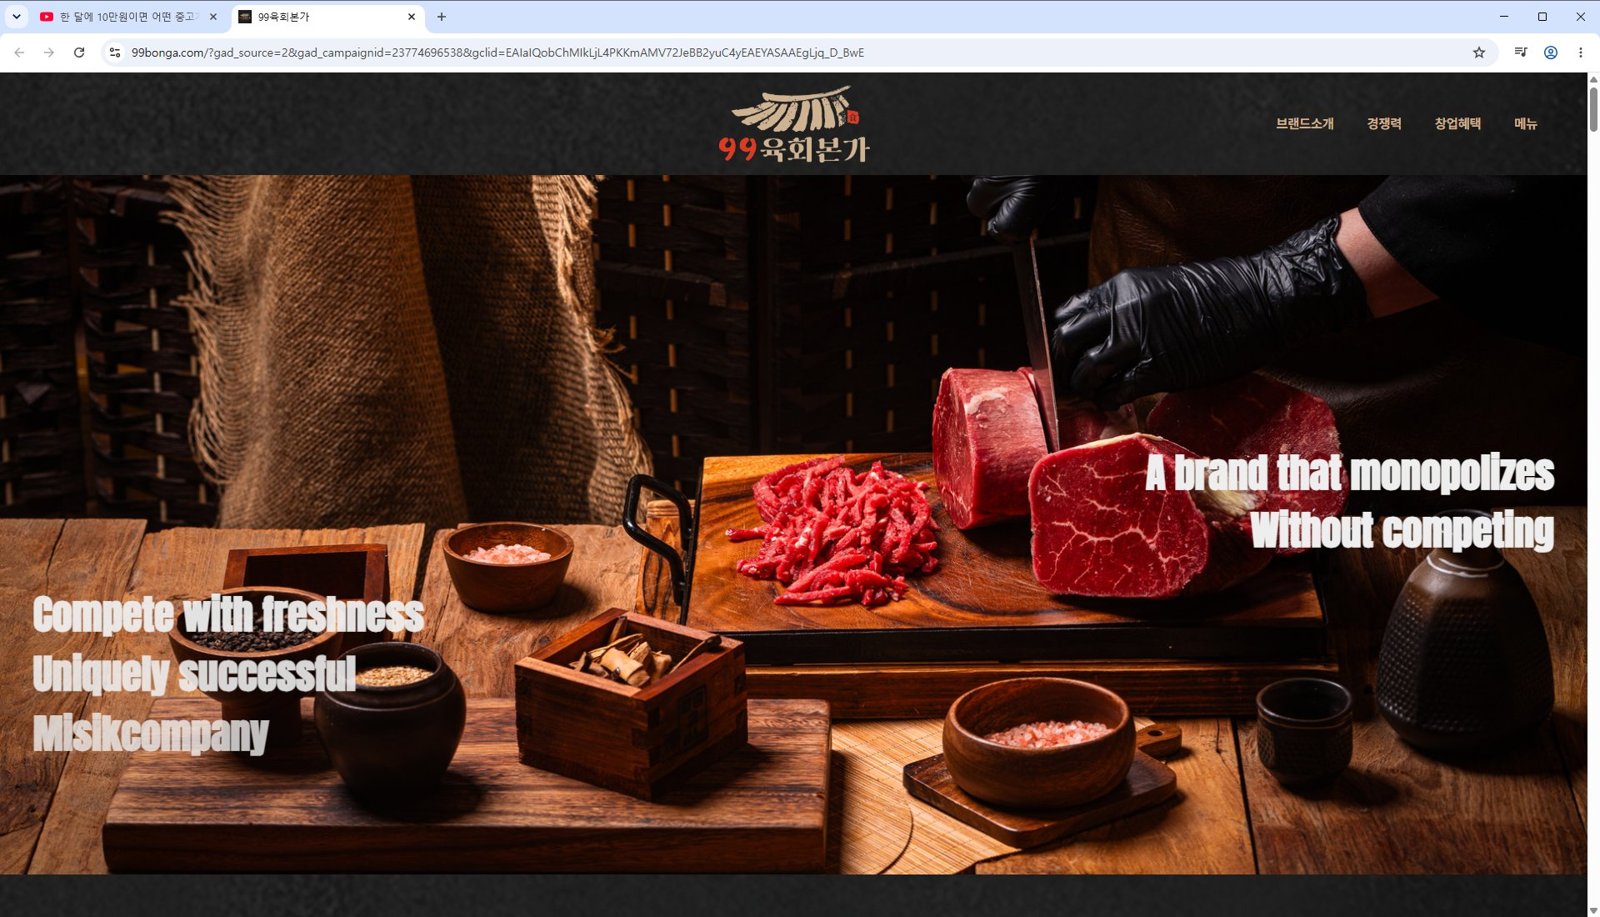 한 달에 10만원이면 어떤 중고
99육회본가
99bonga.com/?gad_source=2&gad_campaignid=23774696538&gclid=EAIaIQobChMIkLjL4PKKmAMV72JeBB2yuC4yEAEYASAAEgLjq_D_BwE
99육회본가
브랜드소개 경쟁력 창업혜택 메뉴
A brand that monopolizes
Without competing
Compete with freshness
Uniquely successful
Misikcompany